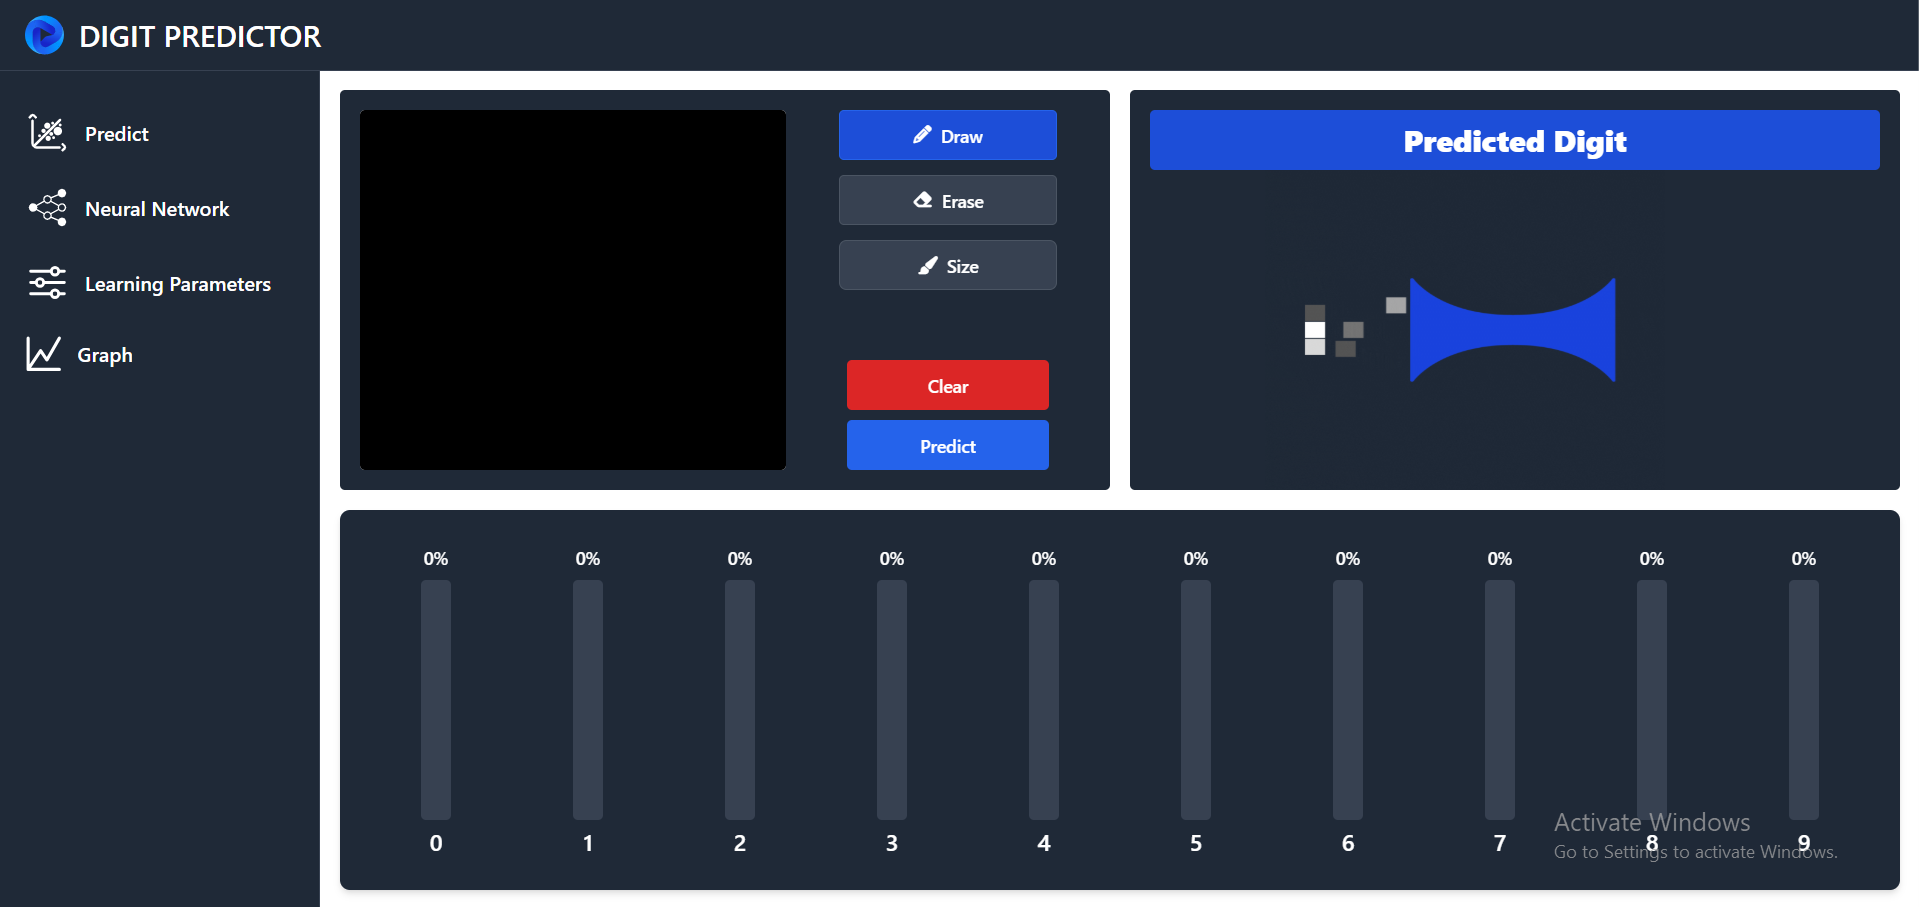 DIGIT PREDICTOR
Predict
Neural Network
Learning Parameters
Graph
Draw
Erase
Size
Clear
Predict
Predicted Digit
0% 0% 0% 0% 0% 0% 0% 0% 0% 0%
0 1 2 3 4 5 6 7 8 9
Activate Windows
Go to Settings to activate Windows.